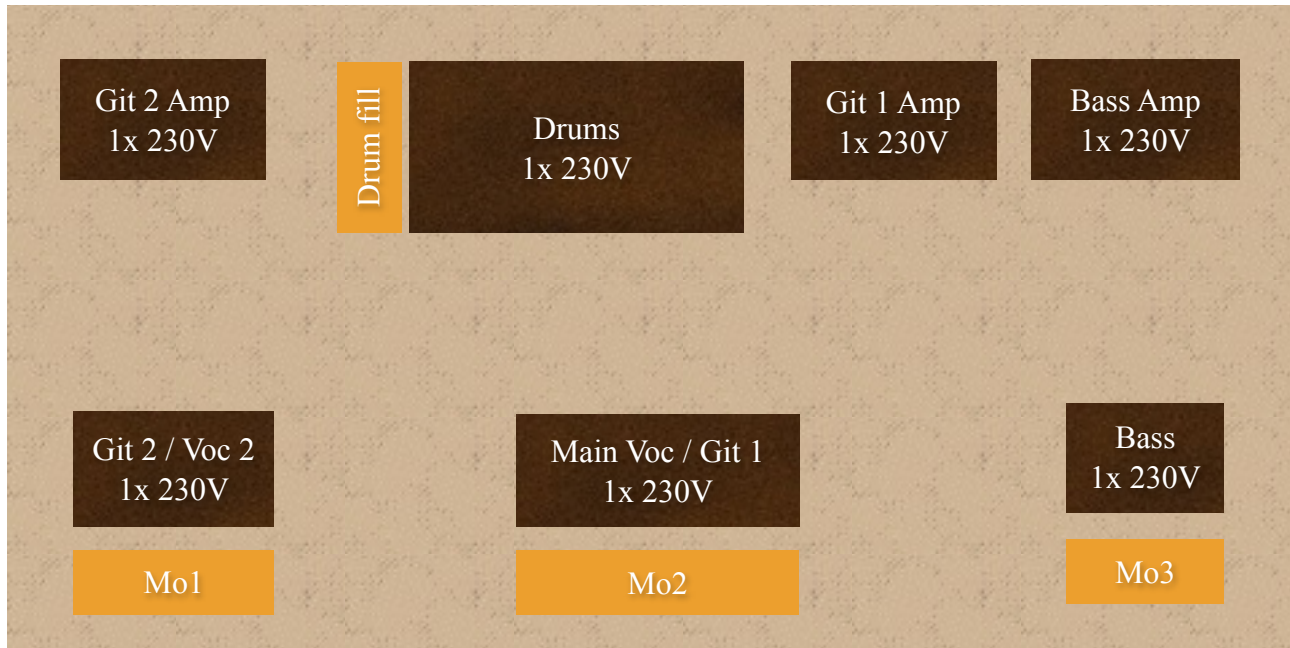 Git 2 Amp
1x 230V
Drum fill
Drums
1x 230V
Git 1 Amp
1x 230V
Bass Amp
1x 230V
Git 2 / Voc 2
1x 230V
Main Voc / Git 1
1x 230V
Bass
1x 230V
Mo1
Mo2
Mo3